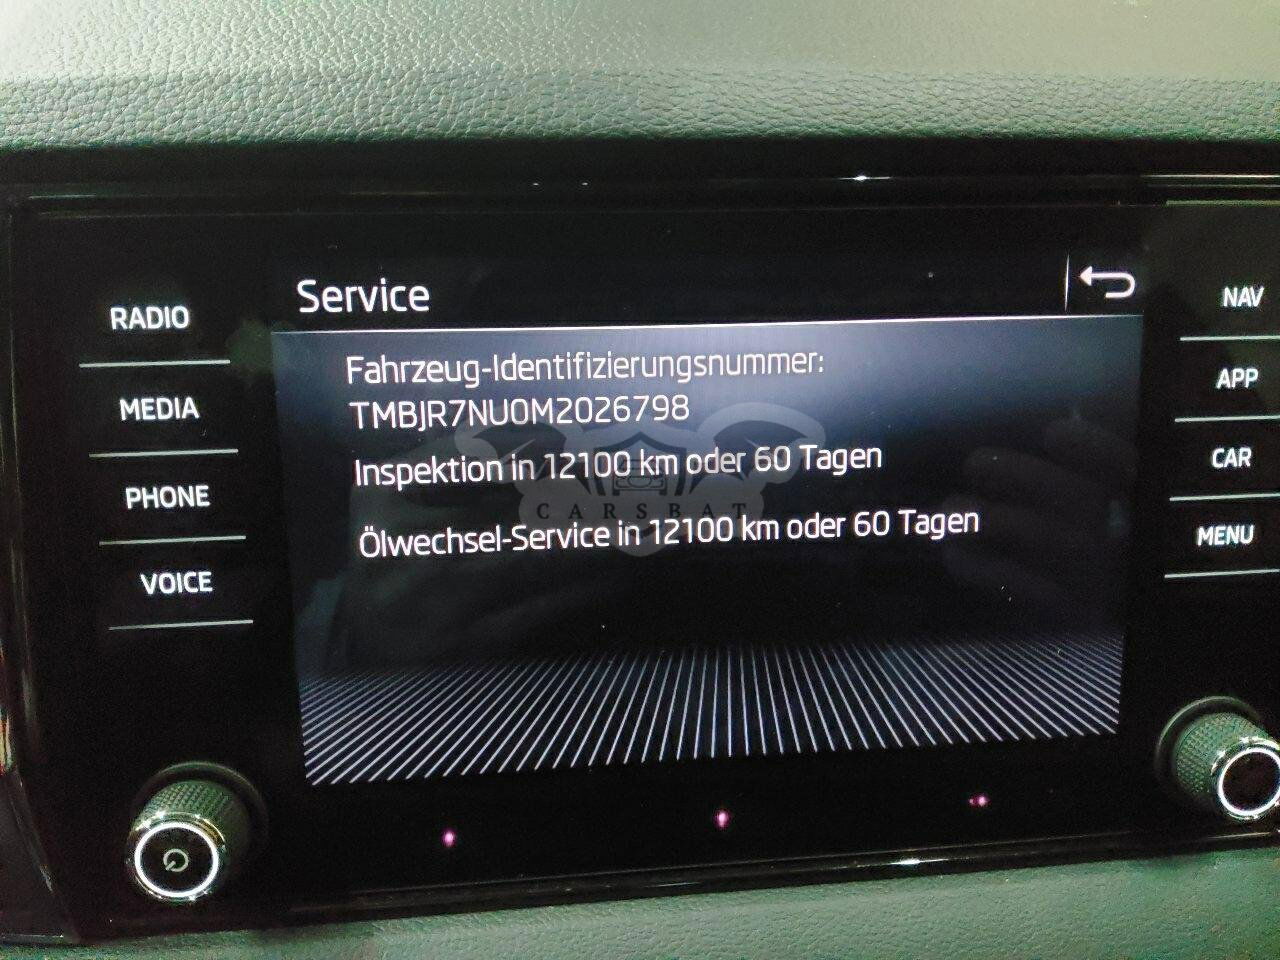 Service
RADIO
MEDIA
PHONE
VOICE
Fahrzeug-Identifizierungsnummer:
TMBJR7NU0M2026798
Inspektion in 12100 km oder 60 Tagen
CARSBAT
Ölwechsel-Service in 12100 km oder 60 Tagen
NAV
APP
CAR
MENU